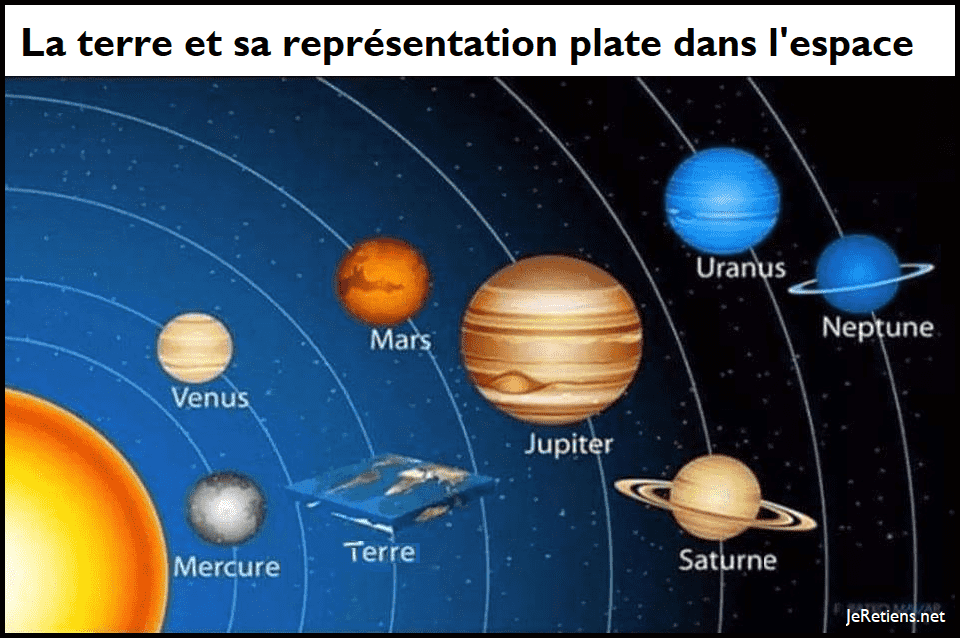 La terre et sa représentation plate dans l'espace
Uranus
Neptune
Mars
Venus
Jupiter
Terre
Saturne
Mercure
JeRetiens.net